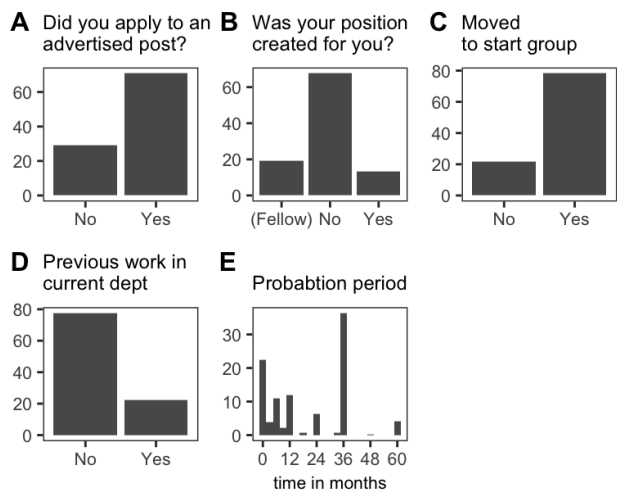 A Did you apply to an
advertised post?
60
40
20
0
No Yes
B Was your position
created for you?
60
40
20
0
(Fellow) No Yes
C Moved
to start group
80
60
40
20
0
No Yes
D Previous work in
current dept
80
60
40
20
0
No Yes
E
Probabtion period
30
20
10
0
0 12 24 36 48 60
time in months